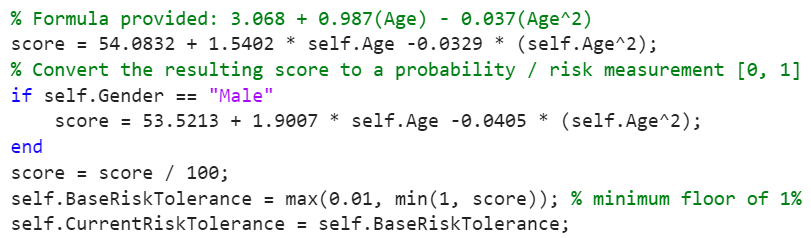 % Formula provided: 3.068 + 0.987(Age) - 0.037(Age^2)
score = 54.0832 + 1.5402 * self.Age -0.0329 * (self.Age^2);
% Convert the resulting score to a probability / risk measurement [0, 1]
if self.Gender == "Male"
    score = 53.5213 + 1.9007 * self.Age -0.0405 * (self.Age^2);
end
score = score / 100;
self.BaseRiskTolerance = max(0.01, min(1, score)); % minimum floor of 1%
self.CurrentRiskTolerance = self.BaseRiskTolerance;